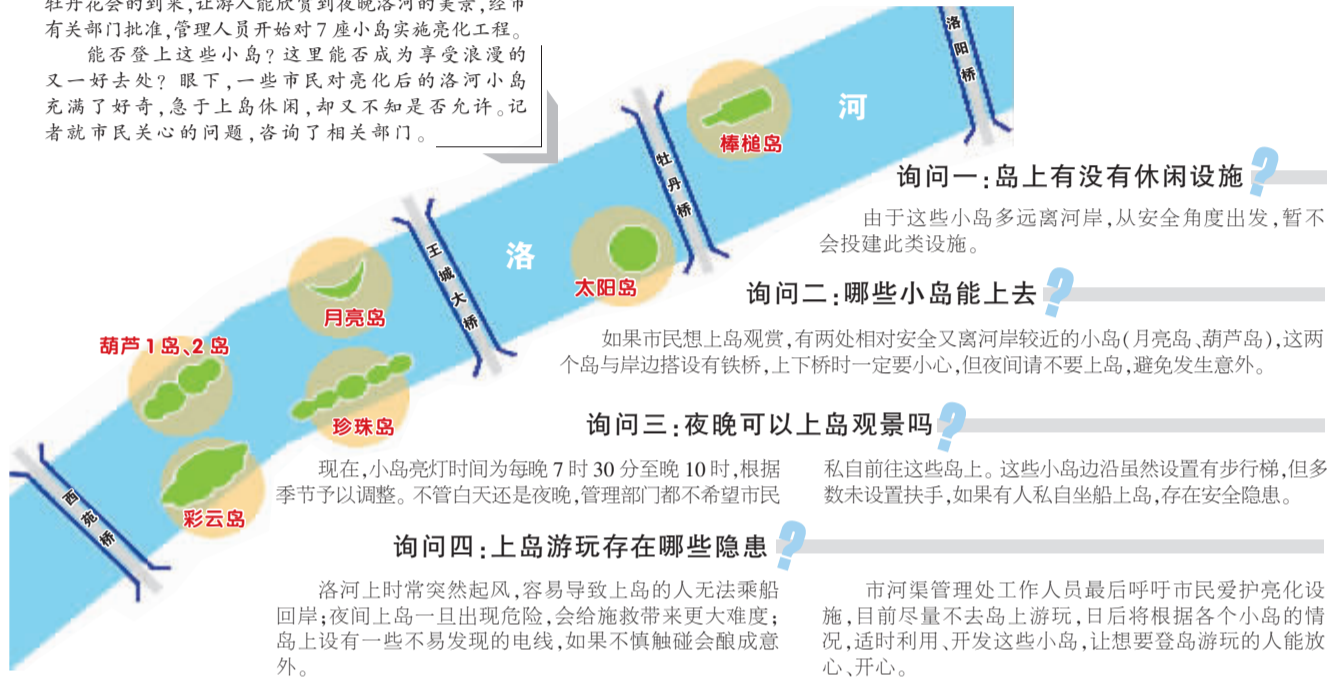 牡丹花会的到来,让游人能欣赏到夜晚洛河的美景,经市
有关部门批准,管理人员开始对7座小岛实施亮化工程。
能否登上这些小岛?这里能否成为享受浪漫的
又一好去处?眼下,一些市民对亮化后的洛河小岛
充满了好奇,急于上岛休闲,却又不知是否允许。记
者就市民关心的问题,咨询了相关部门。
洛阳桥
河
棒槌岛
牡丹桥
洛
太阳岛
王城大桥
月亮岛
葫芦1岛、2岛
珍珠岛
彩云岛
西苑桥
询问一:岛上有没有休闲设施?
由于这些小岛多远离河岸,从安全角度出发,暂不
会投建此类设施。
询问二:哪些小岛能上去?
如果市民想上岛观赏,有两处相对安全又离河岸较近的小岛(月亮岛、葫芦岛),这两
个岛与岸边搭设有铁桥,上下桥时一定要小心,但夜间请不要上岛,避免发生意外。
询问三:夜晚可以上岛观景吗?
现在,小岛亮灯时间为每晚7时30分至晚10时,根据
季节予以调整。不管白天还是夜晚,管理部门都不希望市民
私自前往这些岛上。这些小岛边沿虽然设置有步行梯,但多
数未设置扶手,如果有人私自坐船上岛,存在安全隐患。
询问四:上岛游玩存在哪些隐患?
洛河上时常突然起风,容易导致上岛的人无法乘船
回岸;夜间上岛一旦出现危险,会给施救带来更大难度;
岛上设有一些不易发现的电线,如果不慎触碰会酿成意
外。
市河渠管理处工作人员最后呼吁市民爱护亮化设
施,目前尽量不去岛上游玩,日后将根据各个小岛的情
况,适时利用、开发这些小岛,让想要登岛游玩的人能放
心、开心。